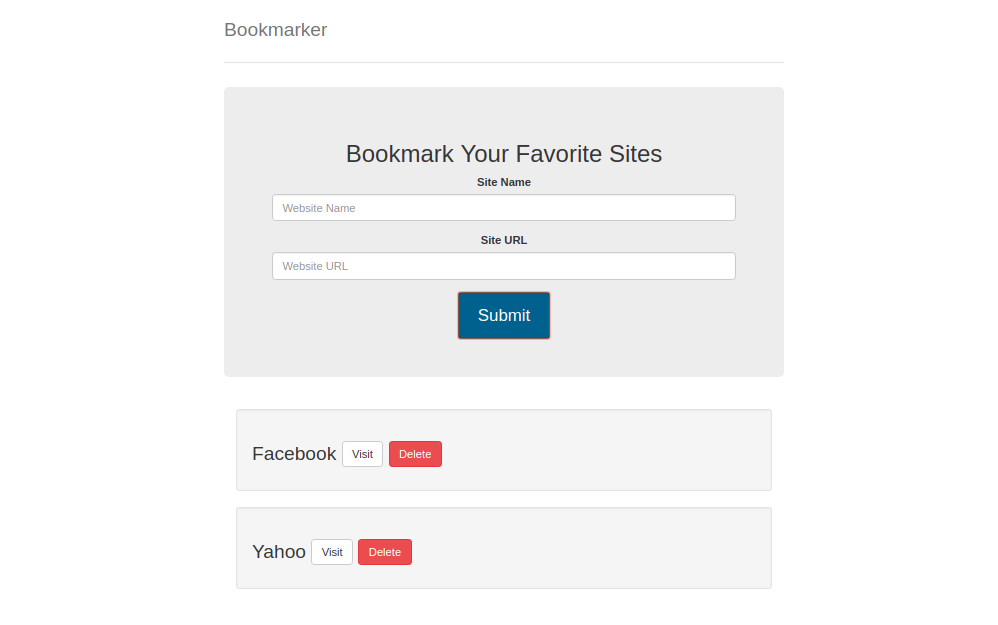 Bookmarker
Bookmark Your Favorite Sites
Site Name
Website Name
Site URL
Website URL
Submit
Facebook Visit Delete
Yahoo Visit Delete